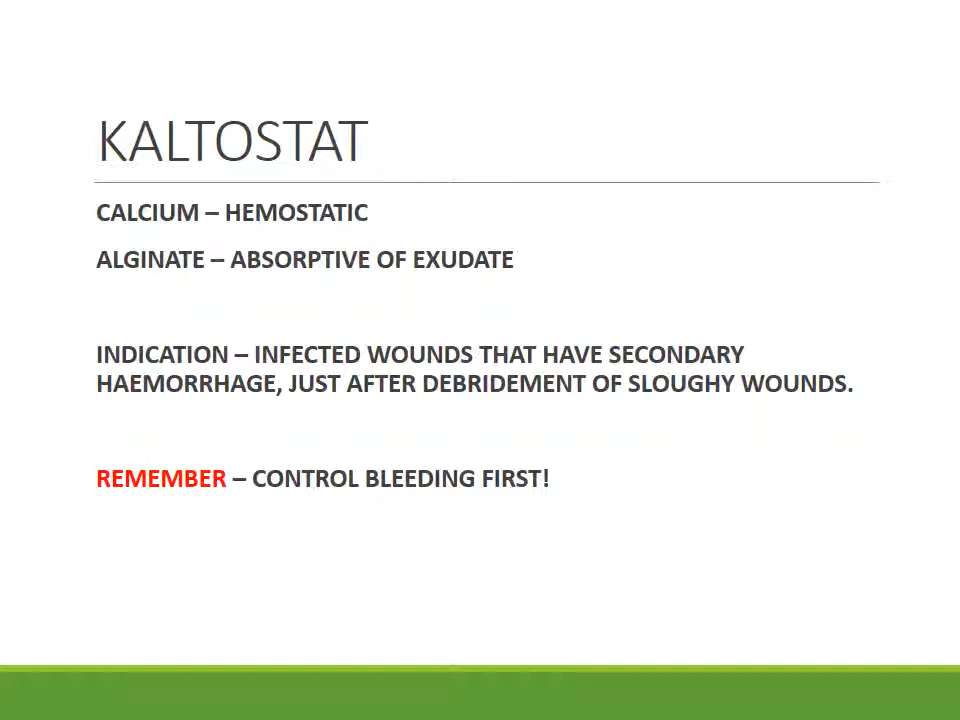 KALTOSTAT
CALCIUM – HEMOSTATIC
ALGINATE – ABSORPTIVE OF EXUDATE
INDICATION – INFECTED WOUNDS THAT HAVE SECONDARY
HAEMORRHAGE, JUST AFTER DEBRIDEMENT OF SLOUGHY WOUNDS.
REMEMBER – CONTROL BLEEDING FIRST!